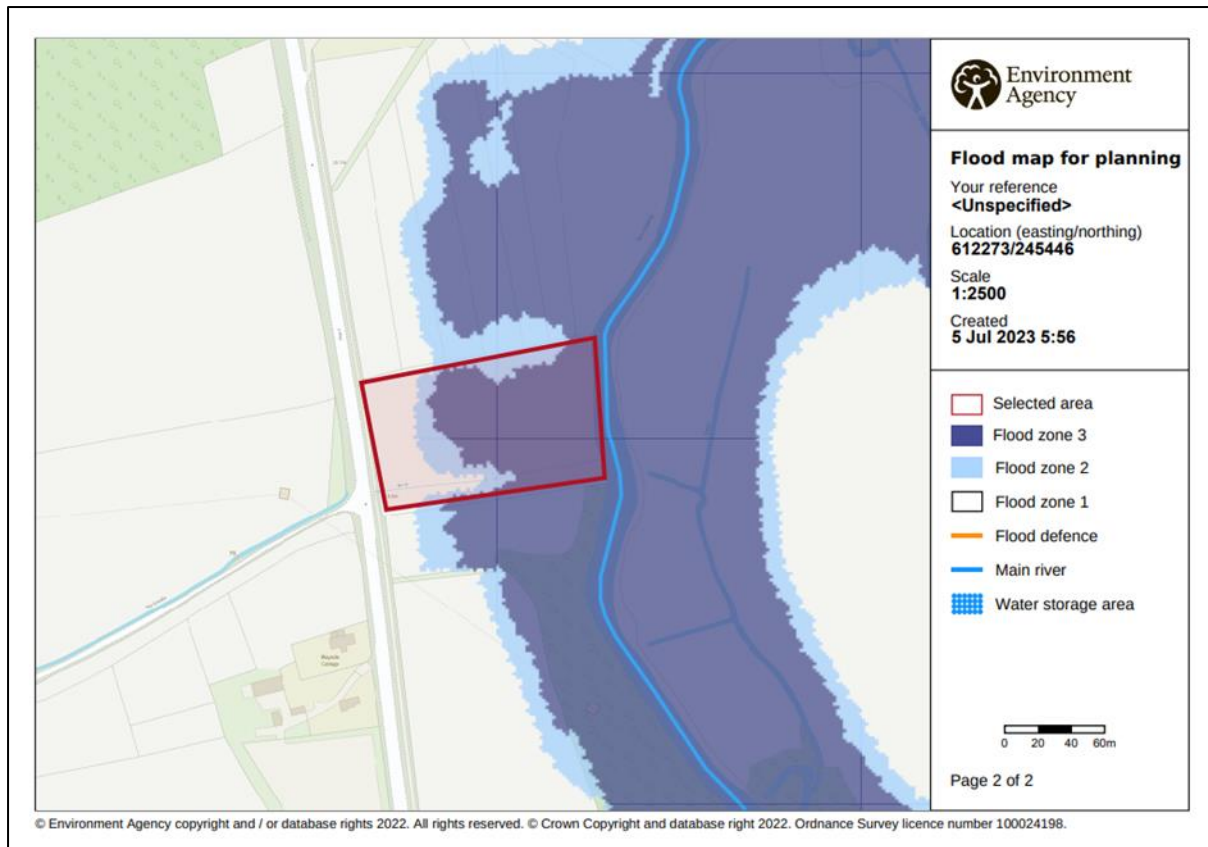 Environment
Agency
Flood map for planning
Your reference
<Unspecified>
Location (easting/northing)
612273/245446
Scale
1:2500
Created
5 Jul 2023 5:56
Selected area
Flood zone 3
Flood zone 2
Flood zone 1
Flood defence
Main river
Water storage area
0 20 40 60m
Page 2 of 2
© Environment Agency copyright and / or database rights 2022. All rights reserved. © Crown Copyright and database right 2022. Ordnance Survey licence number 100024198.